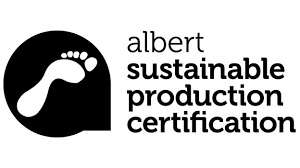 albert
sustainable
production
certification